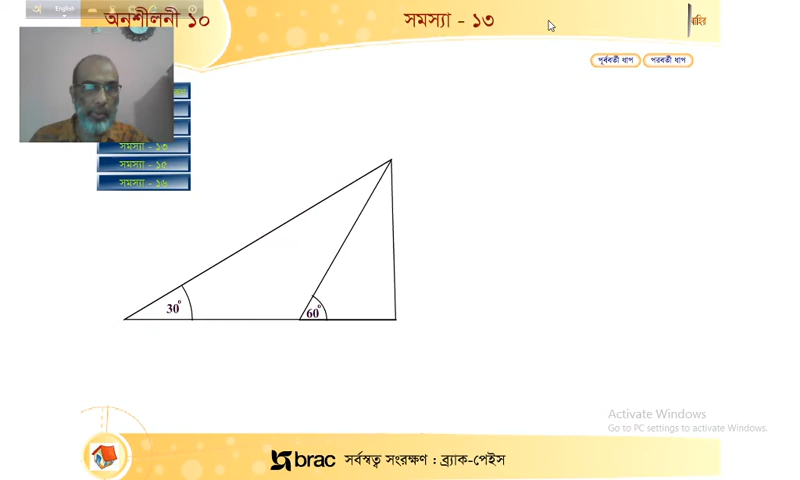 English
অনুশীলনী ১০
সমস্যা - ১৩
বাহির
পূর্ববর্তী ধাপ
পরবর্তী ধাপ
সমস্যা - ১৩
সমস্যা - ১৫
সমস্যা - ১৬
30°
60°
Activate Windows
Go to PC settings to activate Windows.
brac সর্বস্বত্ব সংরক্ষণ : ব্র্যাক-পেইস